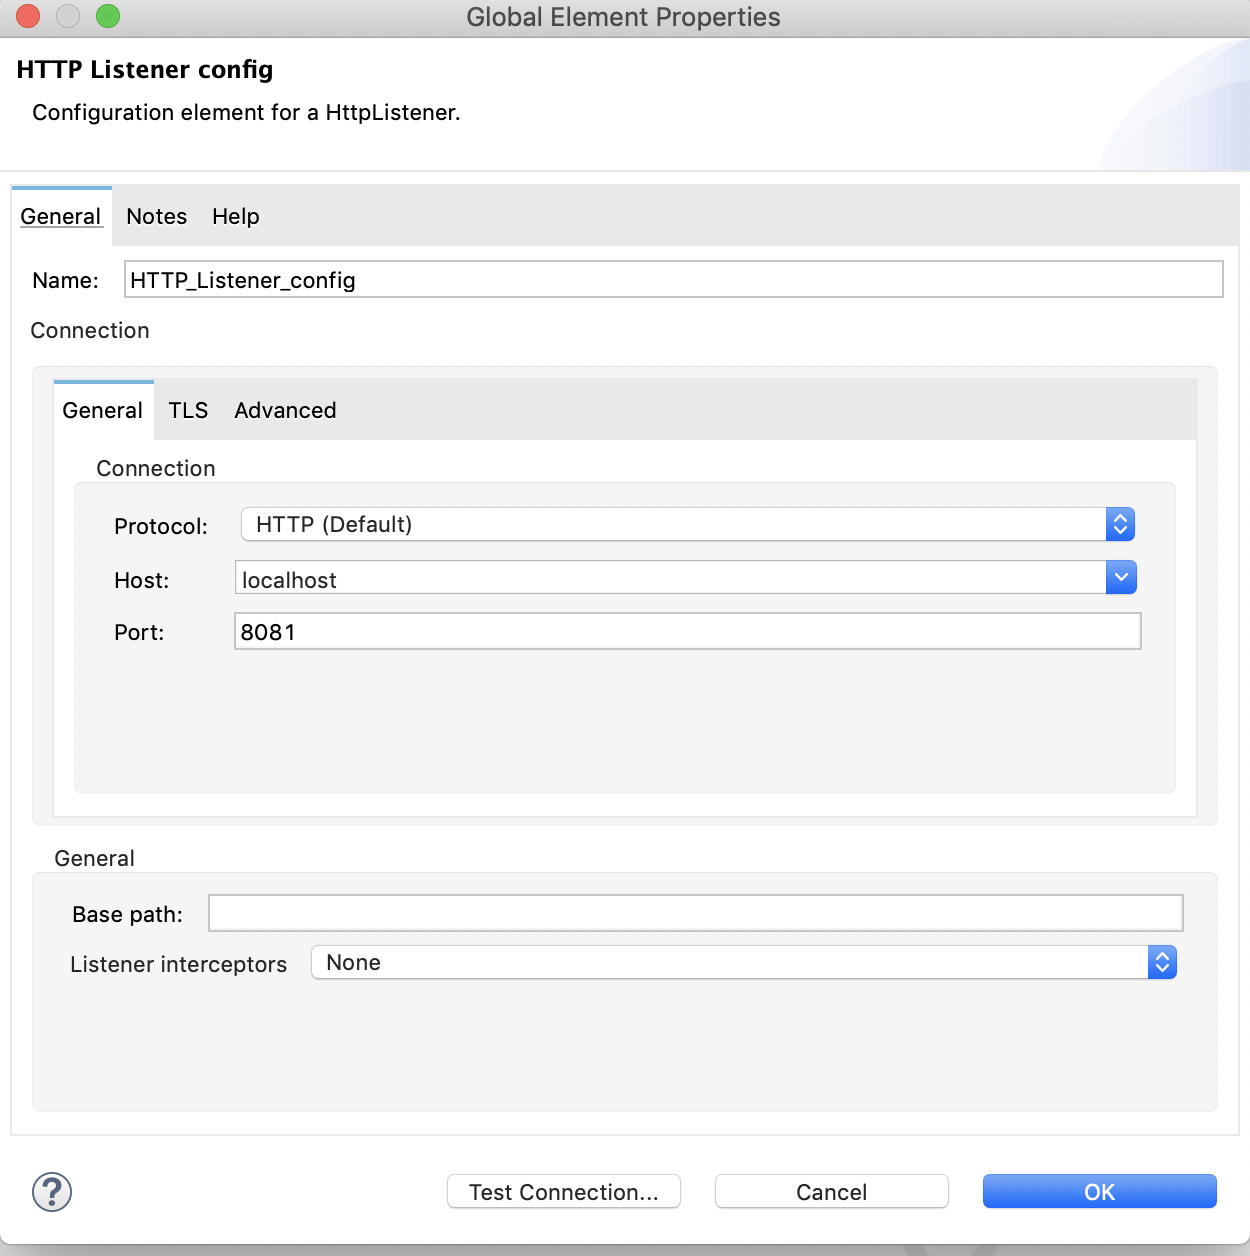 Global Element Properties
HTTP Listener config
Configuration element for a HttpListener.
General Notes Help
Name: HTTP_Listener_config
Connection
General TLS Advanced
Connection
Protocol: HTTP (Default)
Host: localhost
Port: 8081
General
Base path:
Listener interceptors None
? Test Connection... Cancel OK